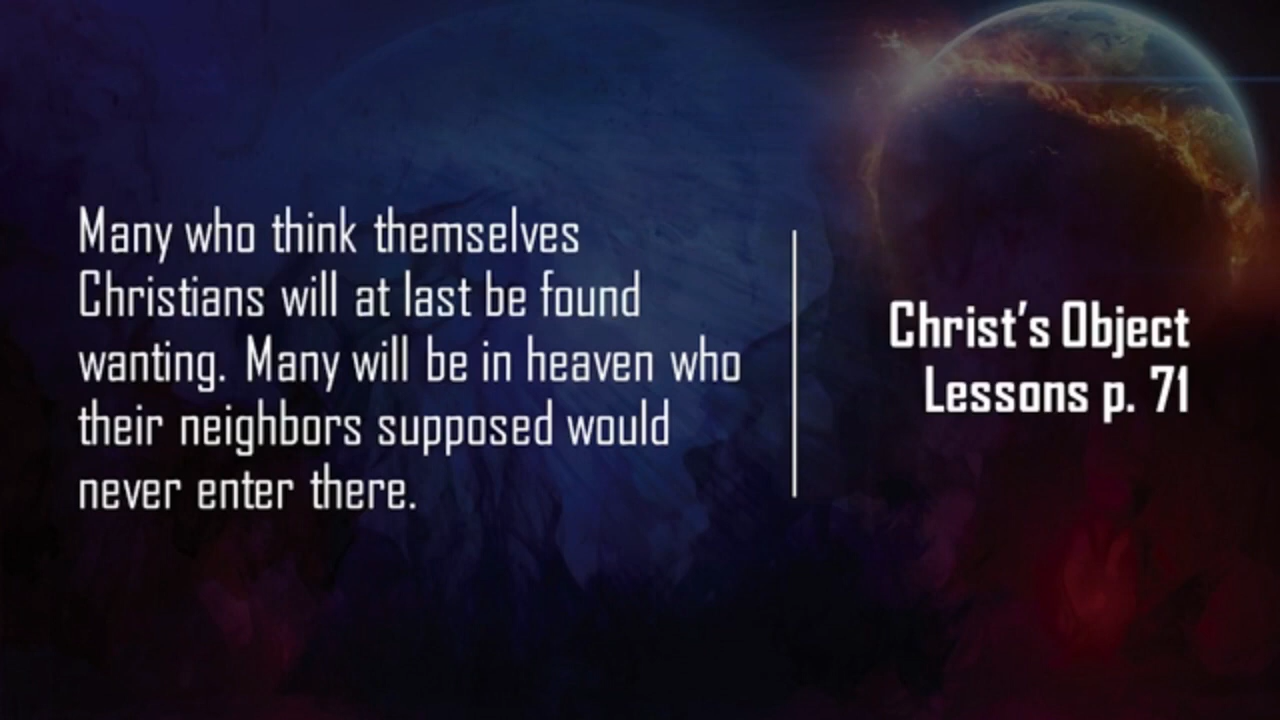 Many who think themselves
Christians will at last be found
wanting. Many will be in heaven who
their neighbors supposed would
never enter there.
Christ's Object
Lessons p. 71